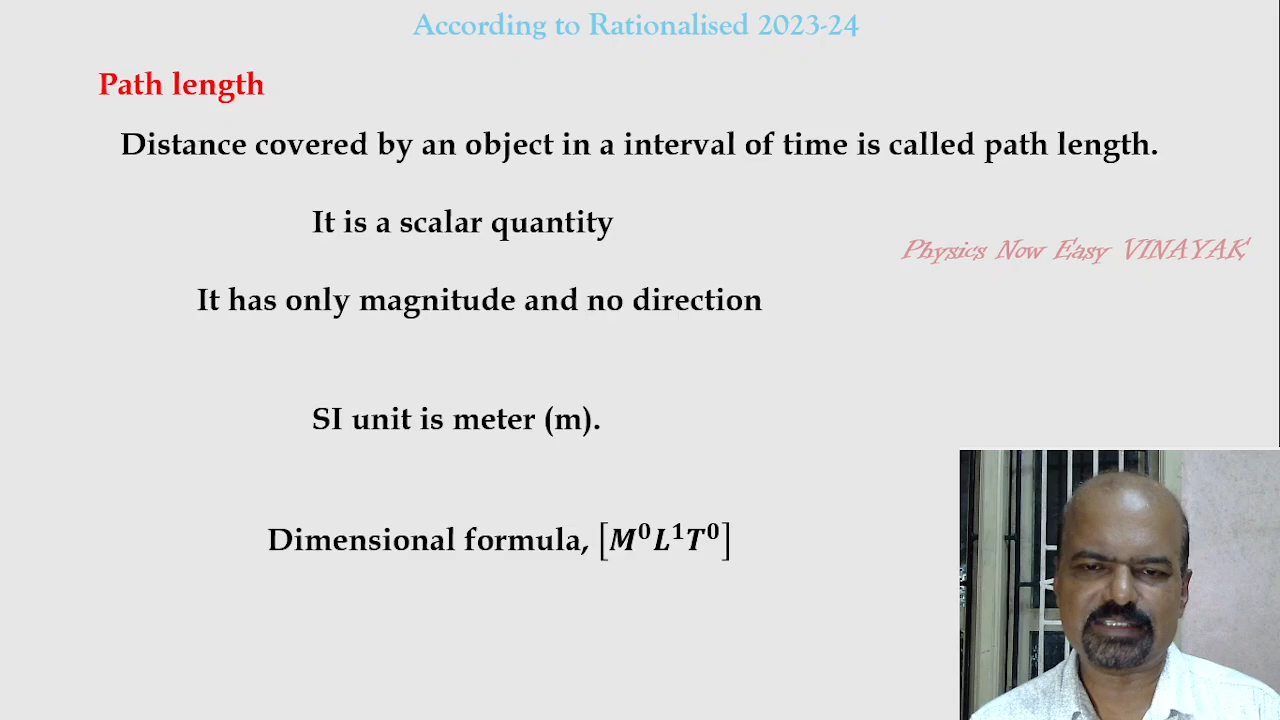 According to Rationalised 2023-24
Path length
Distance covered by an object in a interval of time is called path length.
It is a scalar quantity
Physics Now Easy VINAYAK
It has only magnitude and no direction
SI unit is meter (m).
Dimensional formula, [M⁰L¹T⁰]